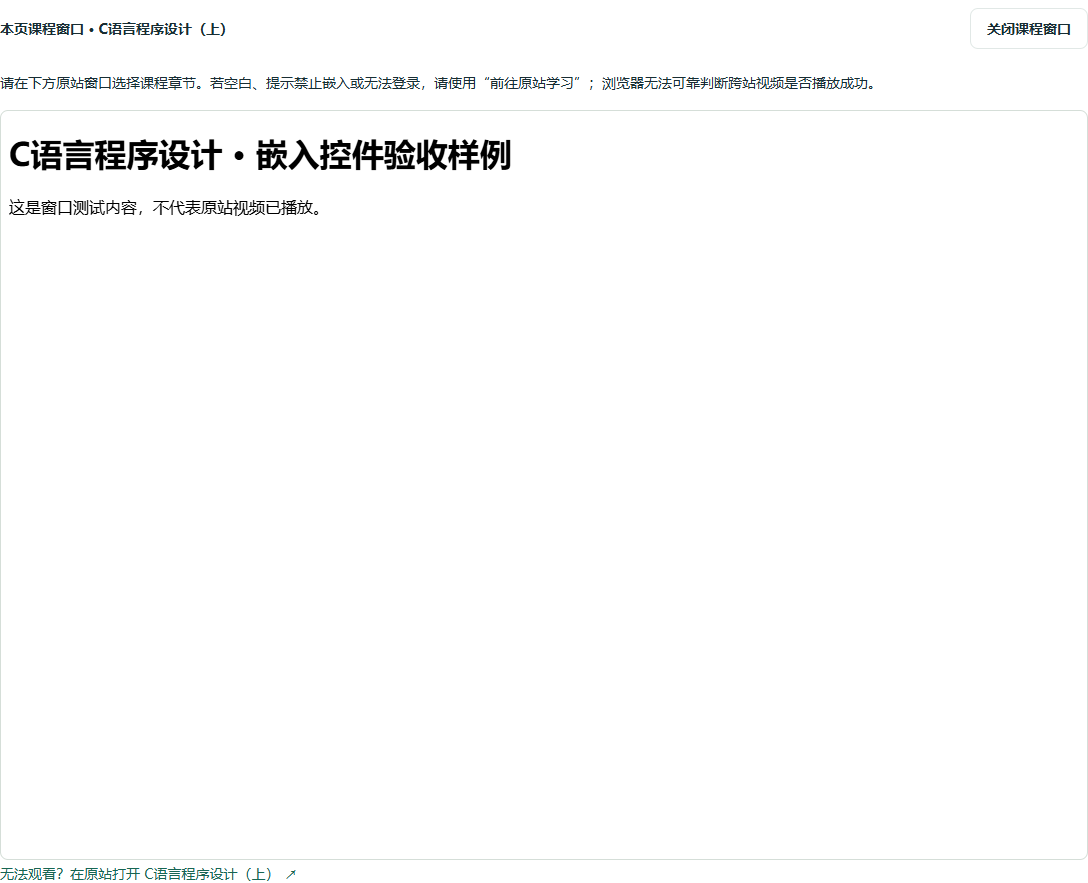 本页课程窗口 • C语言程序设计（上）
关闭课程窗口
请在下方原站窗口选择课程章节。若空白、提示禁止嵌入或无法登录，请使用“前往原站学习”；浏览器无法可靠判断跨站视频是否播放成功。
C语言程序设计 • 嵌入控件验收样例
这是窗口测试内容，不代表原站视频已播放。
无法观看？在原站打开 C语言程序设计（上） ↗